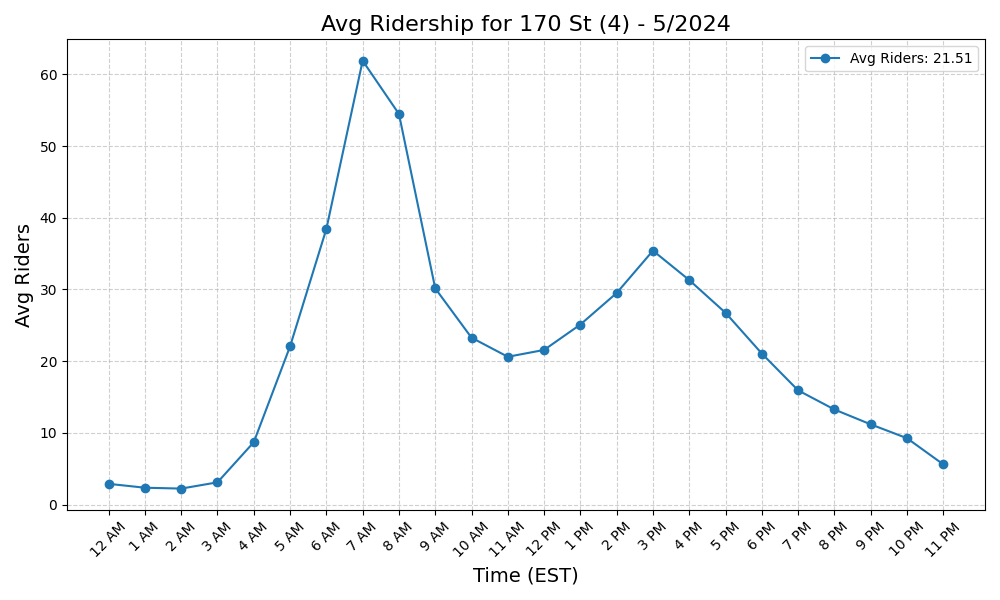 Avg Ridership for 170 St (4) - 5/2024
Avg Riders: 21.51
Avg Riders
60
50
40
30
20
10
0
12 AM
1 AM
2 AM
3 AM
4 AM
5 AM
6 AM
7 AM
8 AM
9 AM
10 AM
11 AM
12 PM
1 PM
2 PM
3 PM
4 PM
5 PM
6 PM
7 PM
8 PM
9 PM
10 PM
11 PM
Time (EST)